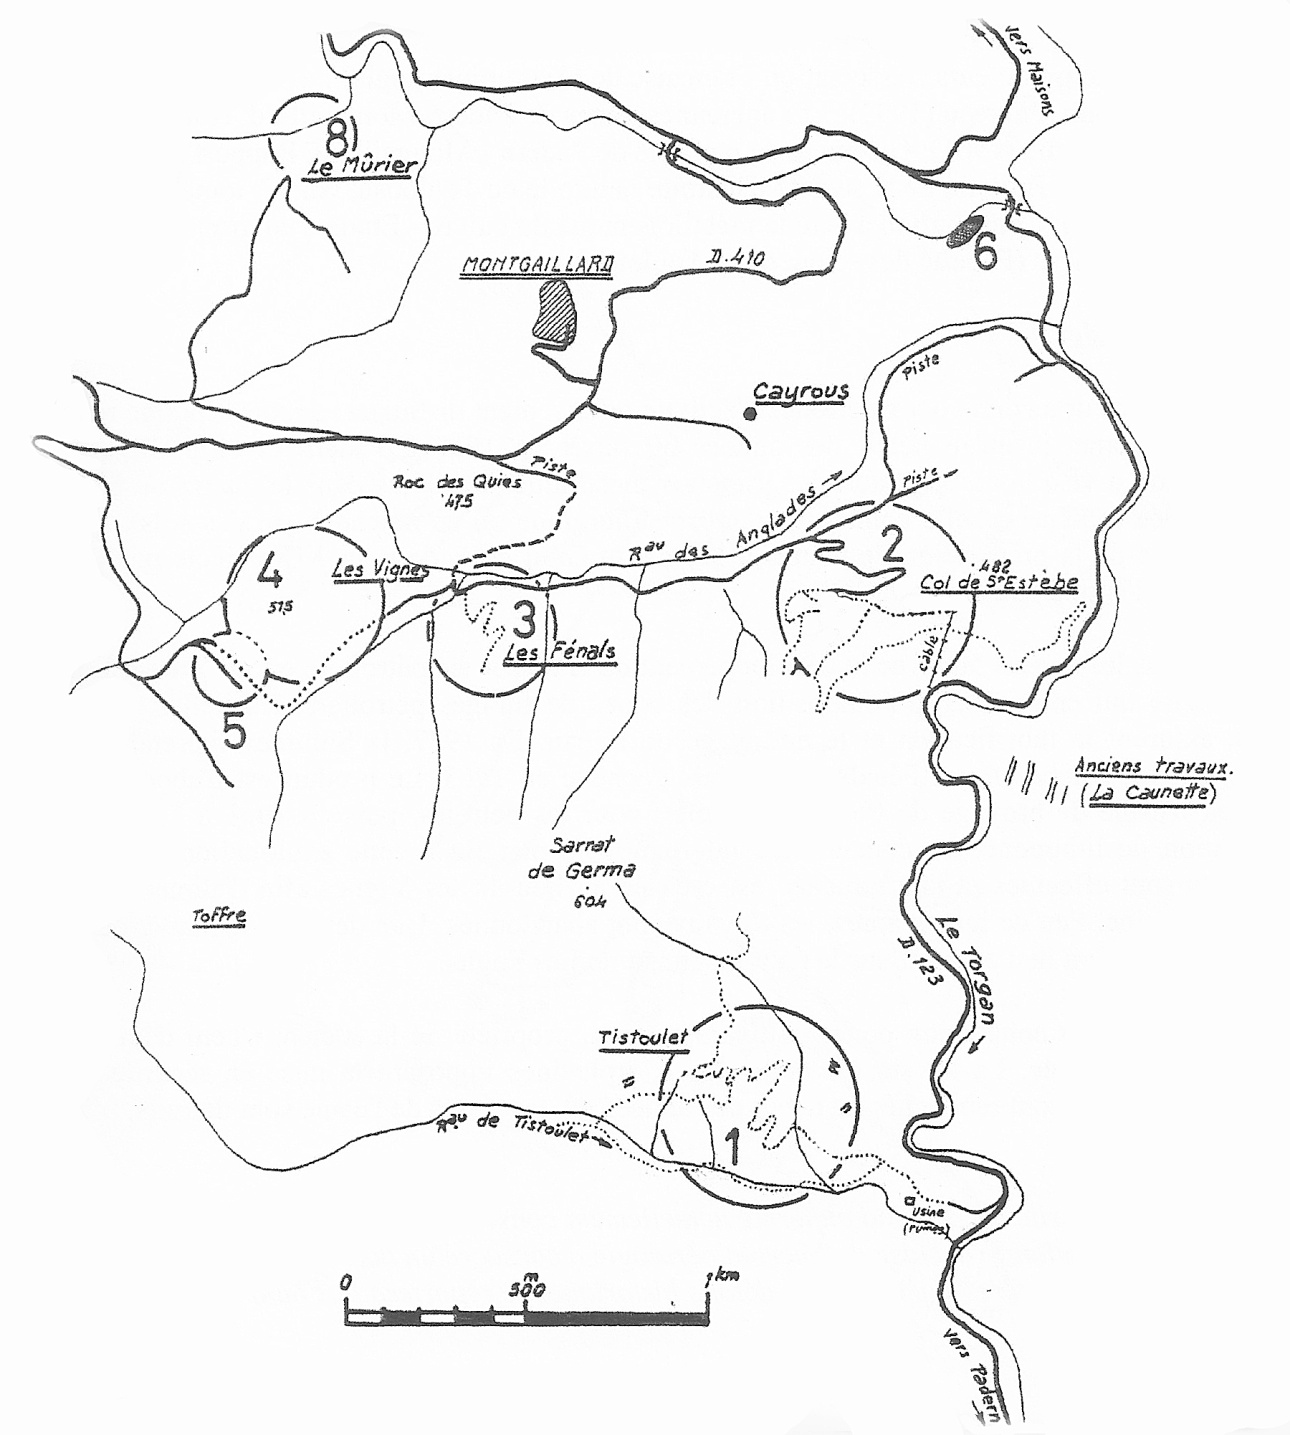 vers Maisons
8
Le Mûrier
6
MONTGAILLARD
D.410
Piste
Cayrous
Piste
Roc des Quies
475
Piste
Rau des Anglades
2
4
515
Les Vignes
482
Col de St Estèbe
3
Les Fénals
cable
5
Anciens travaux.
(La Caunette)
Sarrat
de Germa
604
Toffre
Le Torgan
D.123
Tistoulet
Rau de Tistoulet
1
usine
(ruines)
0
500 m
1 km
vers Padern